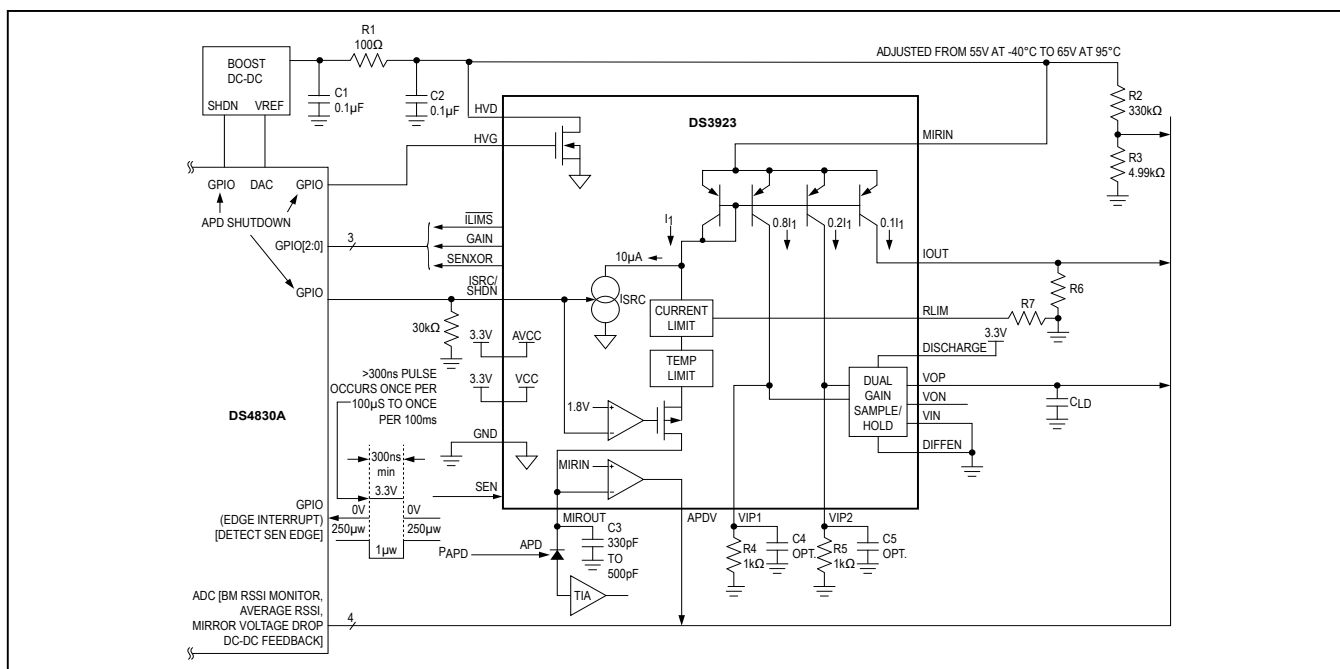 R1
100Ω
ADJUSTED FROM 55V AT -40°C TO 65V AT 95°C
BOOST
DC-DC
SHDN
VREF
C1
0.1µF
C2
0.1µF
R2
330kΩ
R3
4.99kΩ
HVD
HVG
DS3923
MIRIN
GPIO
DAC
GPIO
APD SHUTDOWN
GPIO[2:0]
3
GPIO
ILIMS
GAIN
SENXOR
ISRC/
SHDN
30kΩ
3.3V
AVCC
3.3V
VCC
GND
I1
0.8I1
0.2I1
0.1I1
10µA
ISRC
CURRENT
LIMIT
TEMP
LIMIT
1.8V
MIRIN
IOUT
R6
RLIM
R7
DISCHARGE
3.3V
DUAL
GAIN
SAMPLE/
HOLD
VOP
VON
VIN
DIFFEN
CLD
>300ns PULSE
OCCURS ONCE PER
100µS TO ONCE
PER 100ms
DS4830A
300ns
min
3.3V
0V
0V
250µw
250µw
1µw
SEN
GPIO
(EDGE INTERRUPT)
[DETECT SEN EDGE]
MIROUT
APDV
VIP1
VIP2
C3
330pF
TO
500pF
PAPD
APD
TIA
R4
1kΩ
C4
OPT.
R5
1kΩ
C5
OPT.
ADC [BM RSSI MONITOR,
AVERAGE RSSI,
MIRROR VOLTAGE DROP
DC-DC FEEDBACK]
4